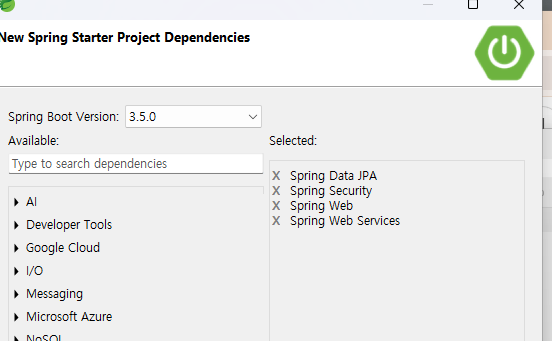 New Spring Starter Project Dependencies
Spring Boot Version: 3.5.0
Available:
Selected:
Type to search dependencies
AI
Developer Tools
Google Cloud
I/O
Messaging
Microsoft Azure
NoSQL
X Spring Data JPA
X Spring Security
X Spring Web
X Spring Web Services